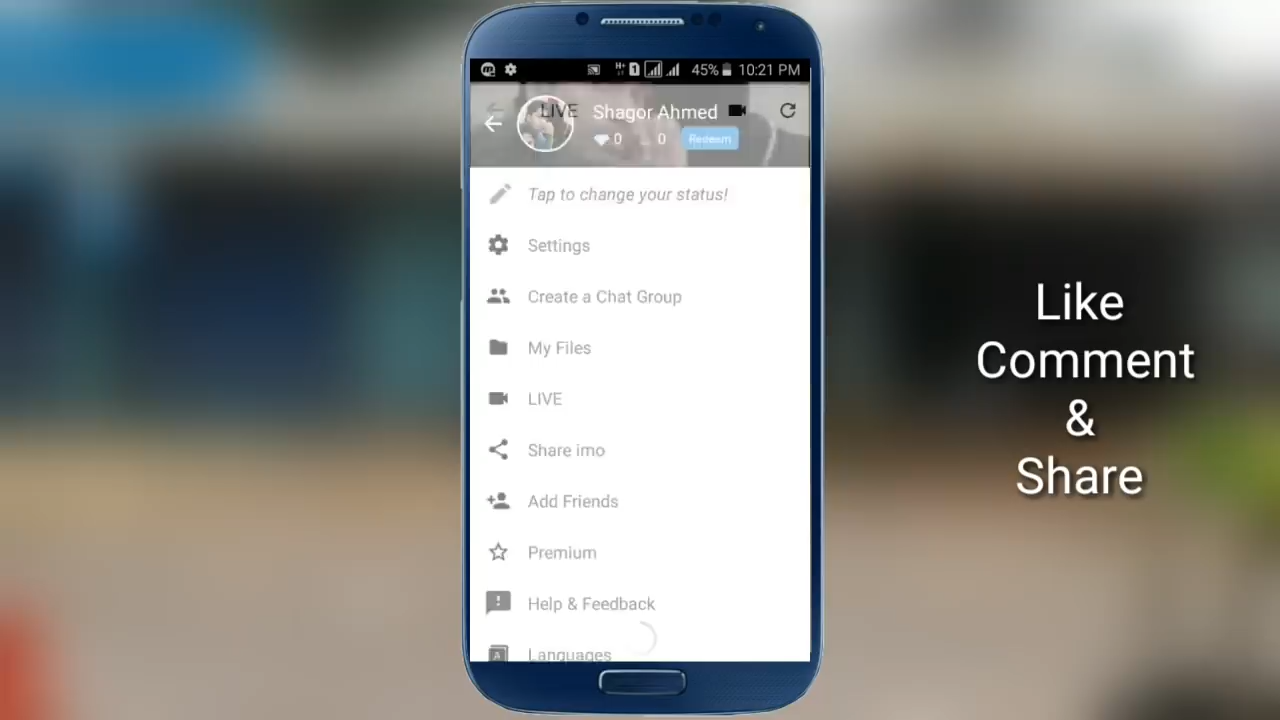 H+ 1 45% 10:21 PM
LIVE Shagor Ahmed
0 0 Redeem
Tap to change your status!
Settings
Create a Chat Group
My Files
LIVE
Share imo
Add Friends
Premium
Help & Feedback
A Languages
Like
Comment
&
Share